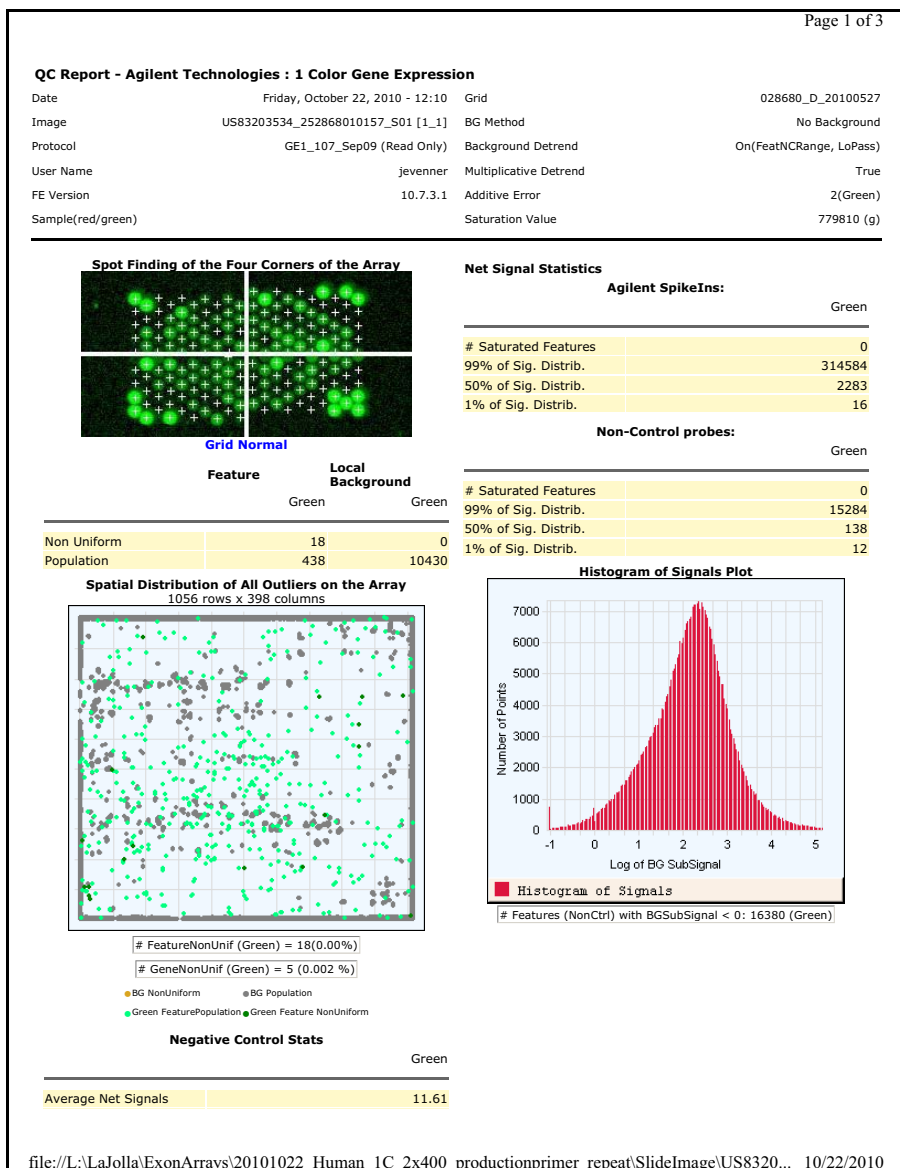 Page 1 of 3
QC Report - Agilent Technologies : 1 Color Gene Expression
Date Friday, October 22, 2010 - 12:10 Grid 028680_D_20100527
Image US83203534_252868010157_S01 [1_1] BG Method No Background
Protocol GE1_107_Sep09 (Read Only) Background Detrend On(FeatNCRange, LoPass)
User Name jevenner Multiplicative Detrend True
FE Version 10.7.3.1 Additive Error 2(Green)
Sample(red/green) Saturation Value 779810 (g)
Spot Finding of the Four Corners of the Array
Grid Normal
Feature Local Background
Green Green
Non Uniform 18 0
Population 438 10430
Spatial Distribution of All Outliers on the Array
1056 rows x 398 columns
# FeatureNonUnif (Green) = 18(0.00%)
# GeneNonUnif (Green) = 5 (0.002 %)
BG NonUniform BG Population
Green FeaturePopulation Green Feature NonUniform
Negative Control Stats
Green
Average Net Signals 11.61
Net Signal Statistics
Agilent SpikeIns:
Green
# Saturated Features 0
99% of Sig. Distrib. 314584
50% of Sig. Distrib. 2283
1% of Sig. Distrib. 16
Non-Control probes:
Green
# Saturated Features 0
99% of Sig. Distrib. 15284
50% of Sig. Distrib. 138
1% of Sig. Distrib. 12
Histogram of Signals Plot
Number of Points
7000
6000
5000
4000
3000
2000
1000
0
-1 0 1 2 3 4 5
Log of BG SubSignal
Histogram of Signals
# Features (NonCtrl) with BGSubSignal < 0: 16380 (Green)
file://L:\LaJolla\ExonArrays\20101022_Human_1C_2x400_productionprimer_repeat\SlideImage\US8320... 10/22/2010